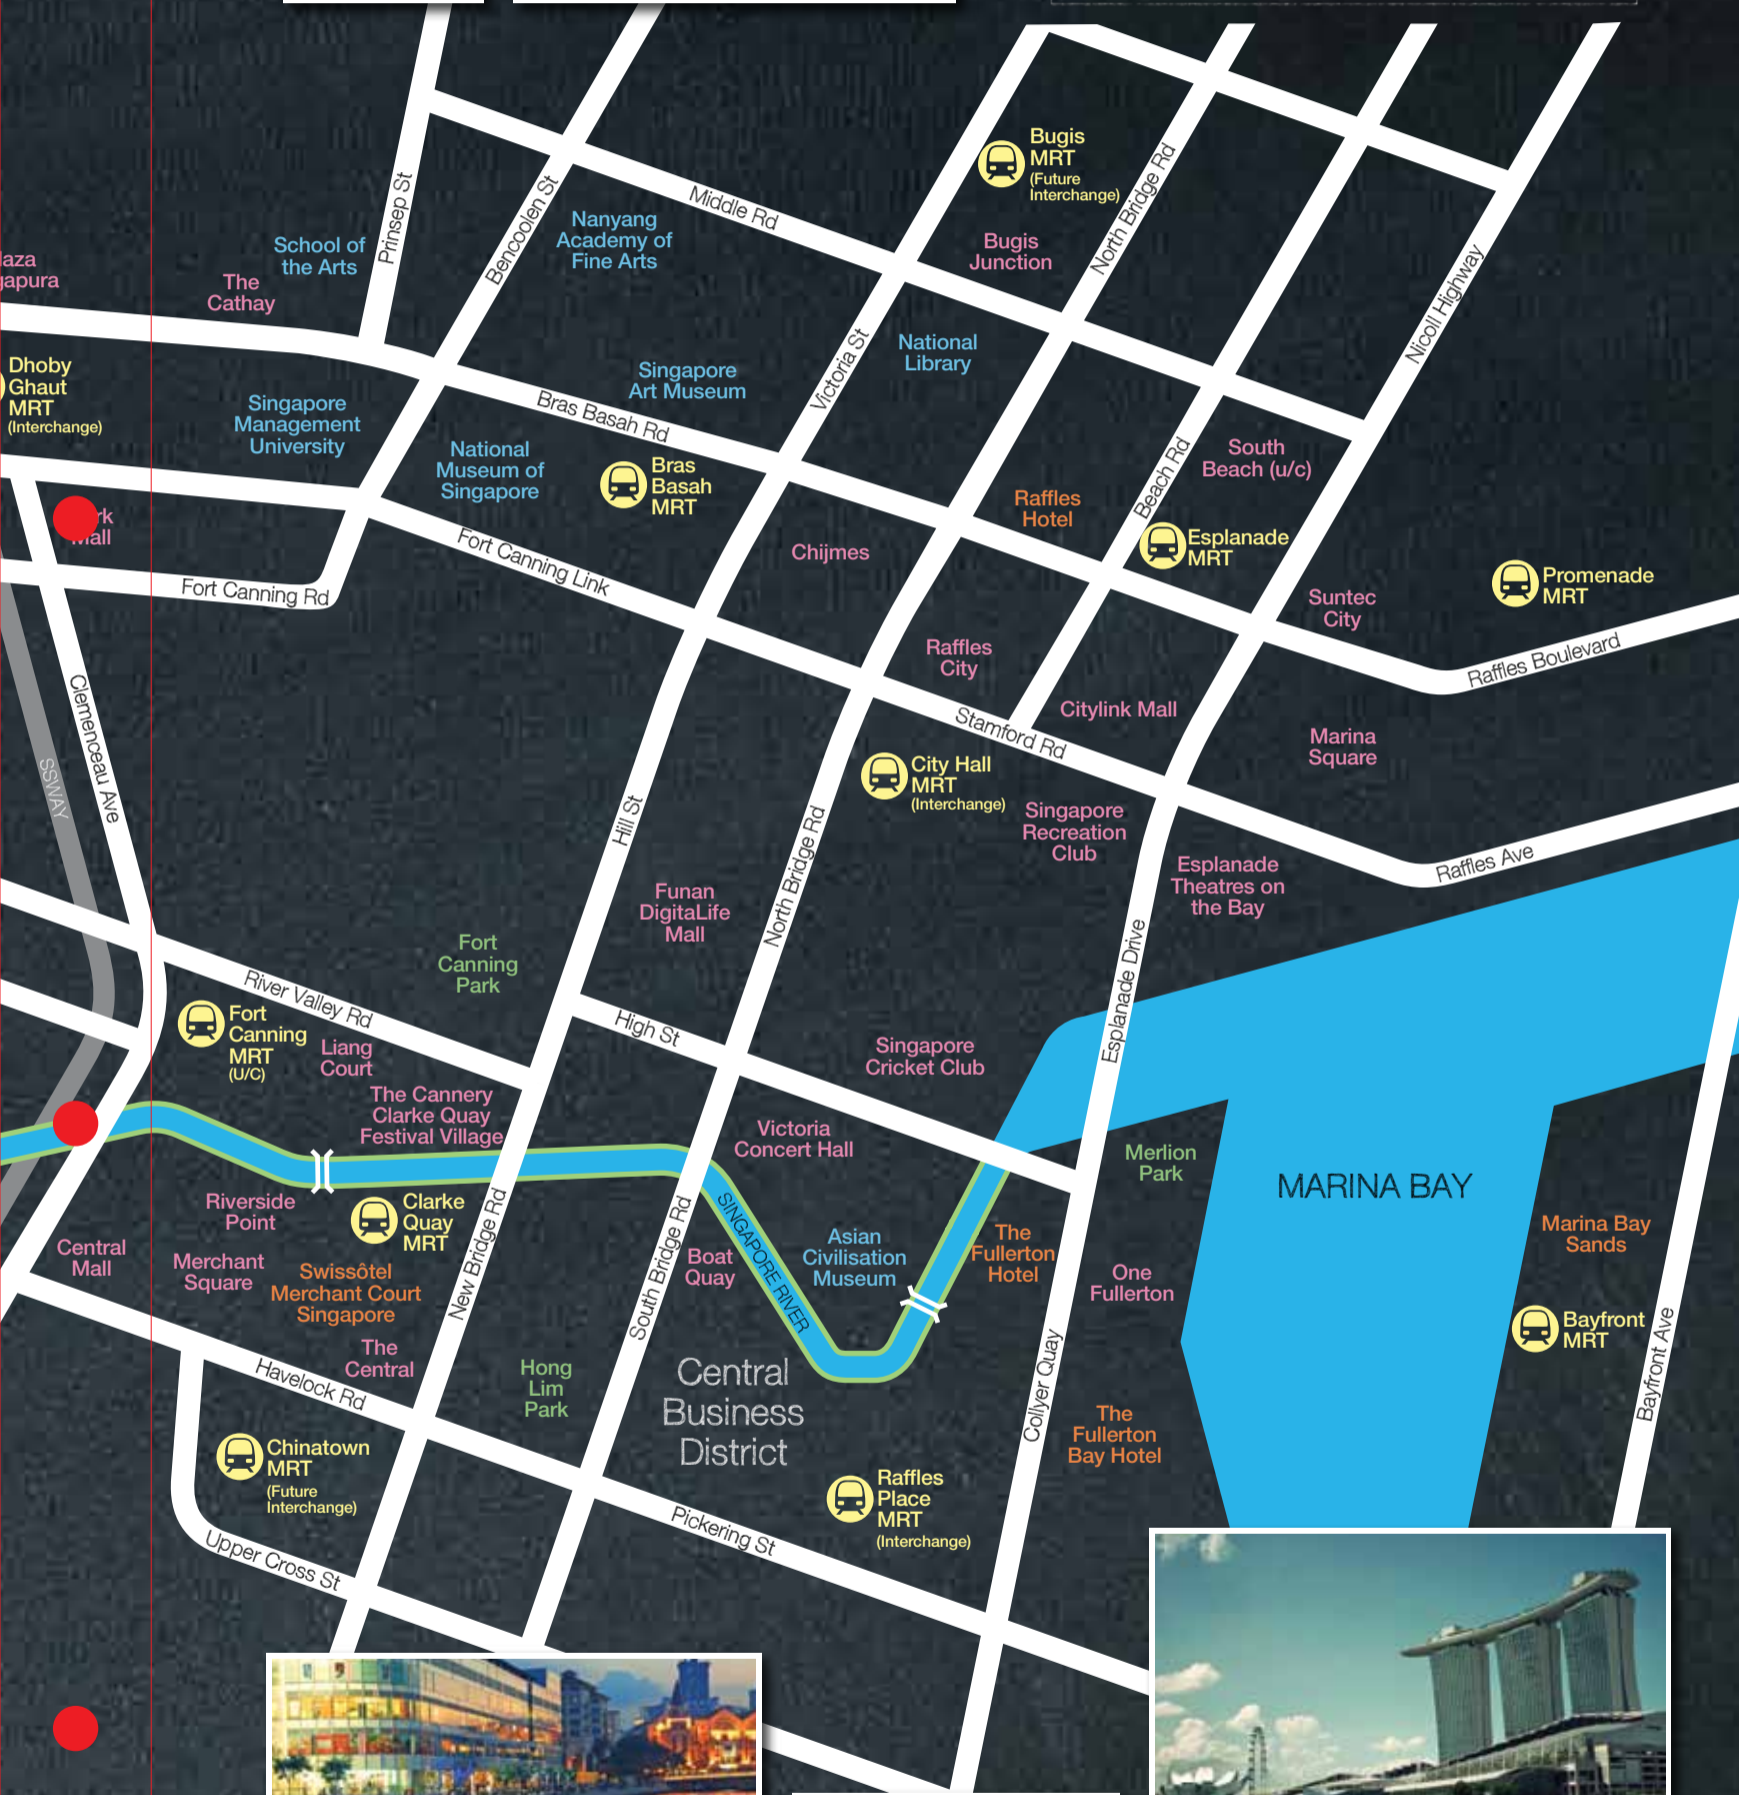 Bugis
MRT
(Future
Interchange)
Prinsep St
Bencoolen St
Middle Rd
North Bridge Rd
Nanyang
Academy of
Fine Arts
School of
the Arts
Bugis
Junction
laza
gapura
The
Cathay
Nicoll Highway
Victoria St
National
Library
Dhoby
Ghaut
MRT
(Interchange)
Singapore
Art Museum
Singapore
Management
University
Bras Basah Rd
National
Museum of
Singapore
Bras
Basah
MRT
Beach Rd
South
Beach (u/c)
Raffles
Hotel
rk
Mall
Fort Canning Link
Chijmes
Esplanade
MRT
Promenade
MRT
Fort Canning Rd
Suntec
City
Raffles
City
Raffles Boulevard
Clemenceau Ave
SSWAY
Citylink Mall
Stamford Rd
Marina
Square
City Hall
MRT
(Interchange)
Hill St
North Bridge Rd
Singapore
Recreation
Club
Esplanade
Theatres on
the Bay
Raffles Ave
Funan
DigitaLife
Mall
Fort
Canning
Park
Esplanade Drive
River Valley Rd
Fort
Canning
MRT
(U/C)
Liang
Court
High St
Singapore
Cricket Club
The Cannery
Clarke Quay
Festival Village
Victoria
Concert Hall
Merlion
Park
MARINA BAY
Riverside
Point
Clarke
Quay
MRT
New Bridge Rd
South Bridge Rd
SINGAPORE RIVER
Boat
Quay
Asian
Civilisation
Museum
The
Fullerton
Hotel
Marina Bay
Sands
Central
Mall
Merchant
Square
Swissôtel
Merchant Court
Singapore
One
Fullerton
Bayfront
MRT
Bayfront Ave
The
Central
Havelock Rd
Hong
Lim
Park
Central
Business
District
Collyer Quay
The
Fullerton
Bay Hotel
Chinatown
MRT
(Future
Interchange)
Raffles
Place
MRT
(Interchange)
Pickering St
Upper Cross St